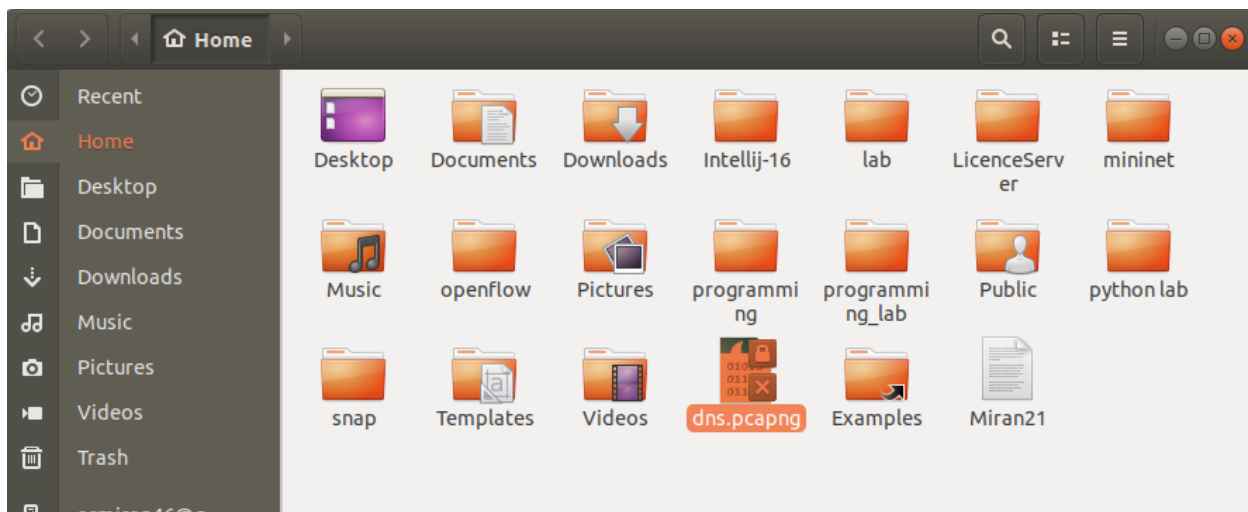 Home
Recent
Home
Desktop
Documents
Downloads
Music
Pictures
Videos
Trash
Desktop
Documents
Downloads
Intellij-16
lab
LicenceServ
er
mininet
Music
openflow
Pictures
programmi
ng
programmi
ng_lab
Public
python lab
snap
Templates
Videos
dns.pcapng
Examples
Miran21